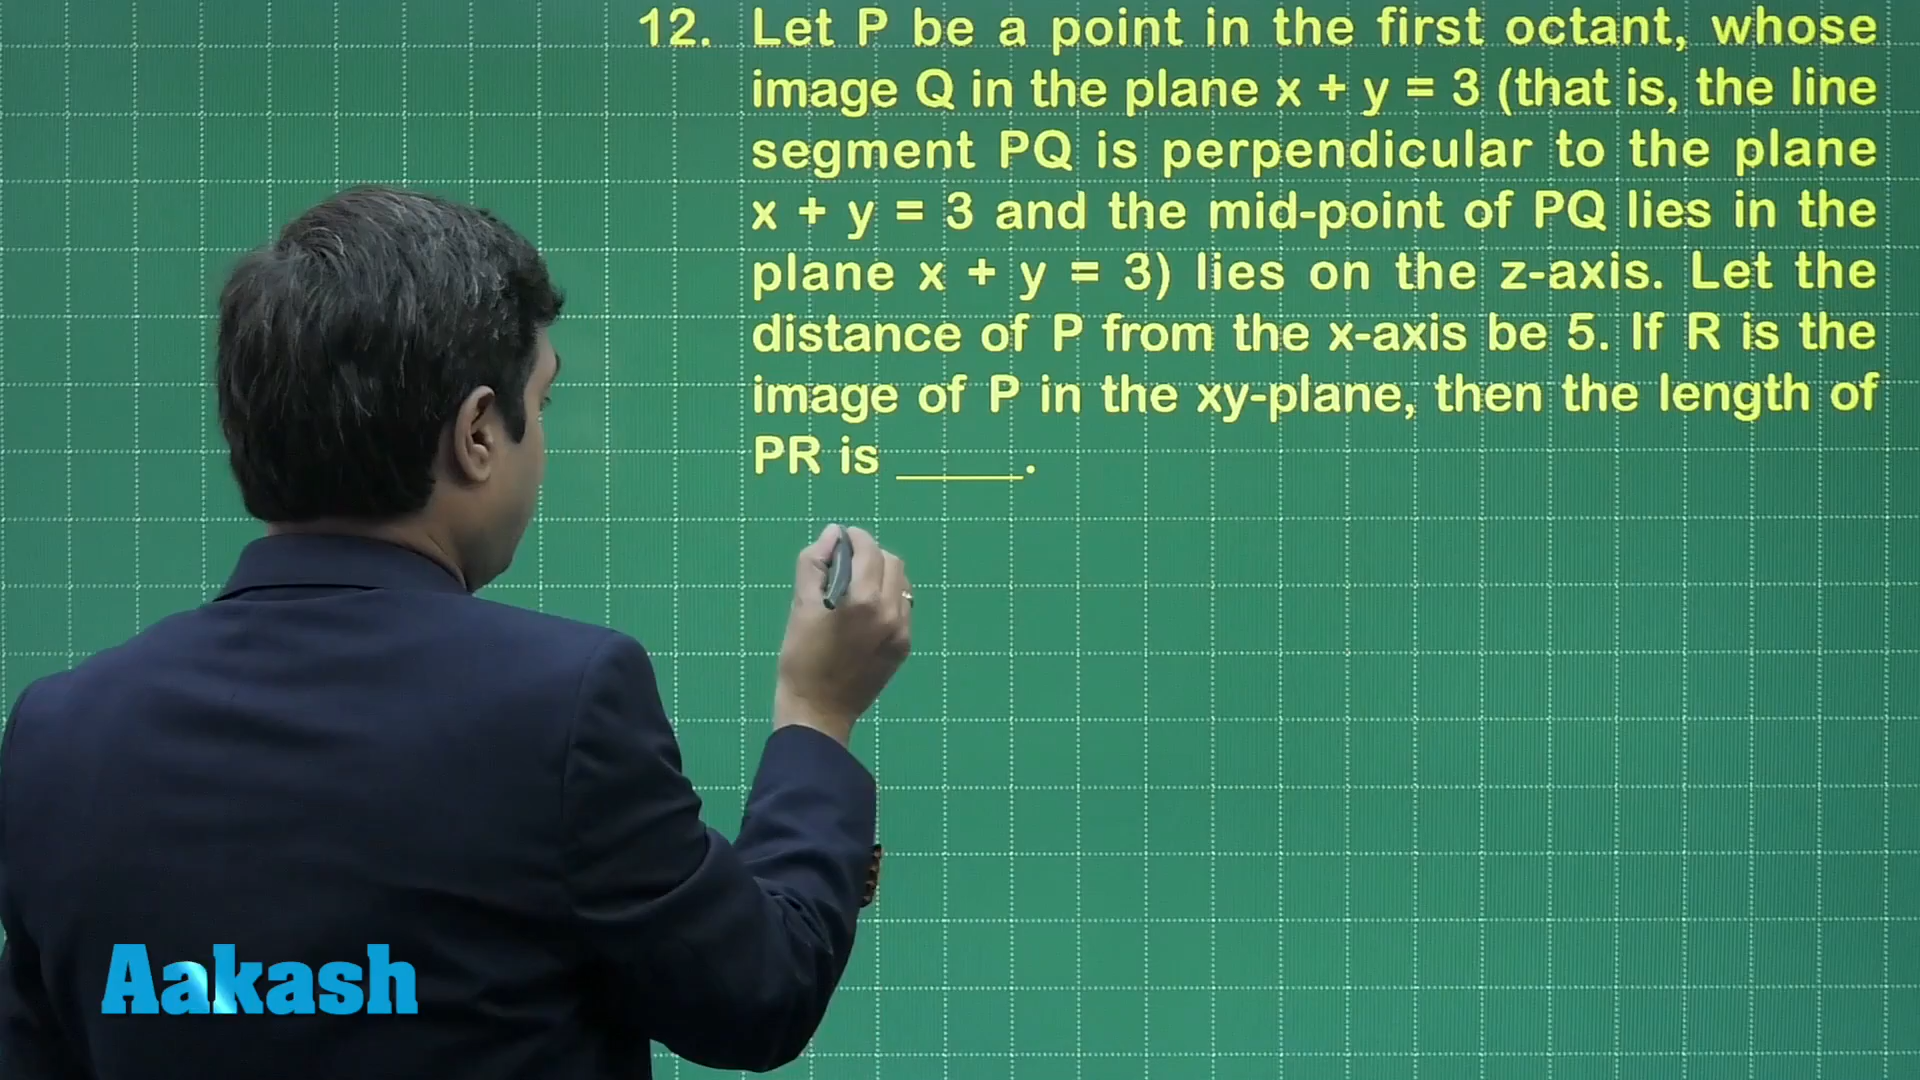 12. Let P be a point in the first octant, whose
image Q in the plane x + y = 3 (that is, the line
segment PQ is perpendicular to the plane
x + y = 3 and the mid-point of PQ lies in the
plane x + y = 3) lies on the z-axis. Let the
distance of P from the x-axis be 5. If R is the
image of P in the xy-plane, then the length of
PR is _____.
Aakash